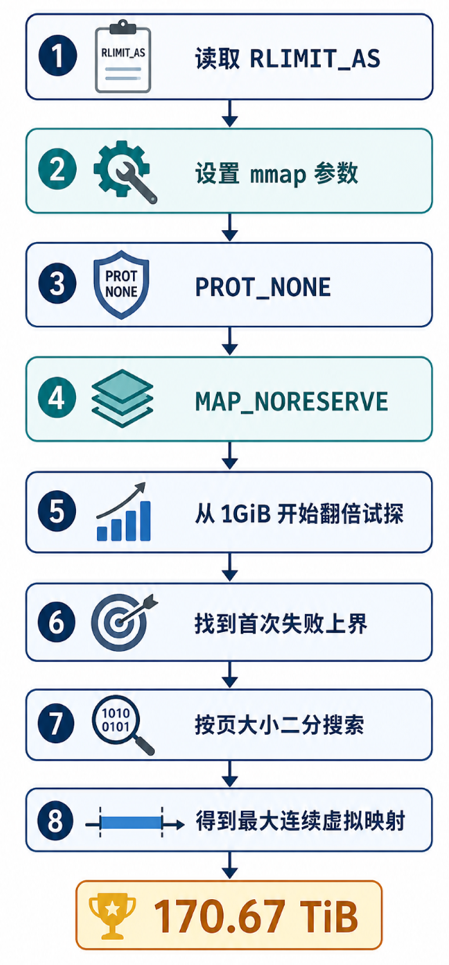 1
RLIMIT_AS
读取 RLIMIT_AS
2
设置 mmap 参数
3
PROT
NONE
PROT_NONE
4
MAP_NORESERVE
5
从 1GiB 开始翻倍试探
6
找到首次失败上界
7
1010
0101
按页大小二分搜索
8
得到最大连续虚拟映射
170.67 TiB